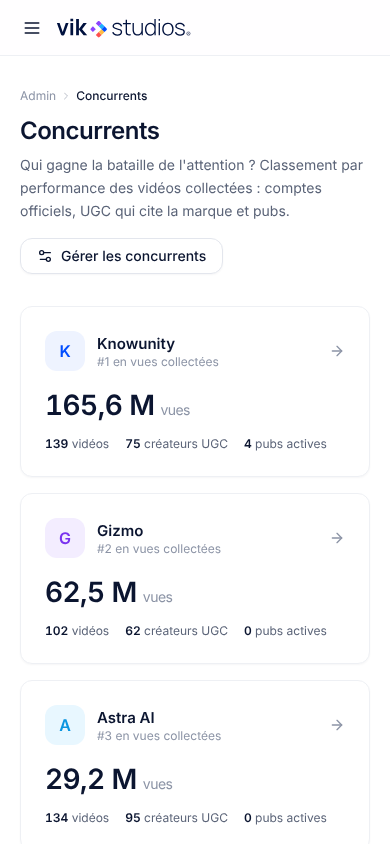 vik studios®
Admin > Concurrents
Concurrents
Qui gagne la bataille de l'attention ? Classement par
performance des vidéos collectées : comptes
officiels, UGC qui cite la marque et pubs.
Gérer les concurrents
K
Knowunity
#1 en vues collectées
165,6 M vues
139 vidéos 75 créateurs UGC 4 pubs actives
G
Gizmo
#2 en vues collectées
62,5 M vues
102 vidéos 62 créateurs UGC 0 pubs actives
A
Astra AI
#3 en vues collectées
29,2 M vues
134 vidéos 95 créateurs UGC 0 pubs actives